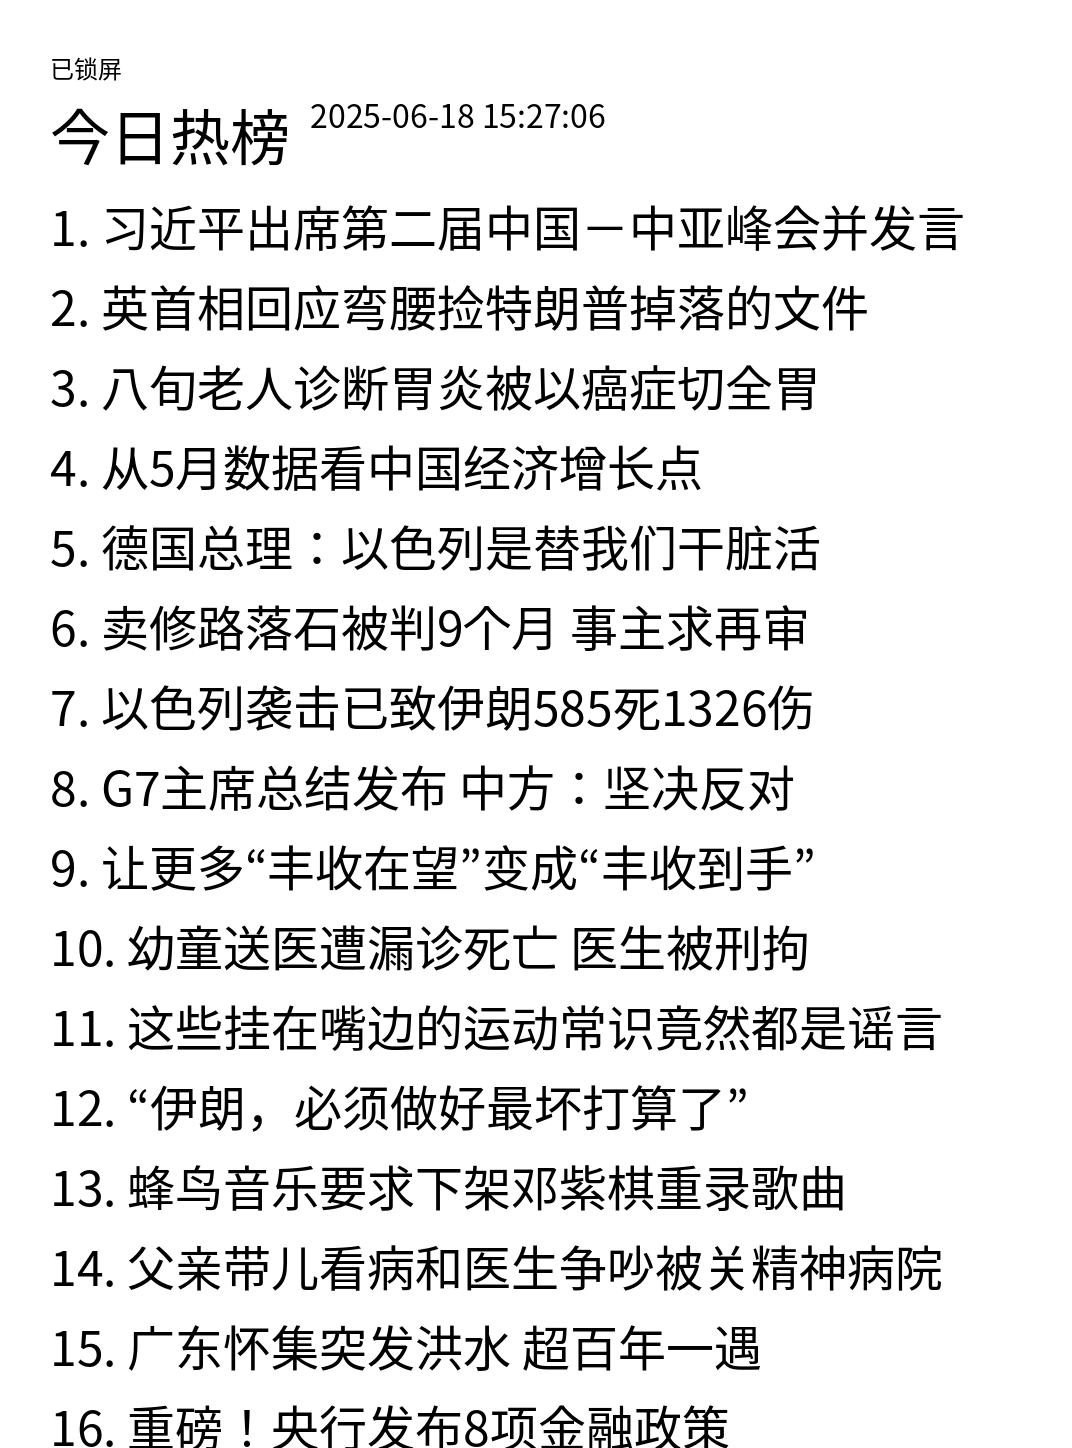 已锁屏
今日热榜 2025-06-18 15:27:06
1. 习近平出席第二届中国－中亚峰会并发言
2. 英首相回应弯腰捡特朗普掉落的文件
3. 八旬老人诊断胃炎被以癌症切全胃
4. 从5月数据看中国经济增长点
5. 德国总理：以色列是替我们干脏活
6. 卖修路落石被判9个月 事主求再审
7. 以色列袭击已致伊朗585死1326伤
8. G7主席总结发布 中方：坚决反对
9. 让更多“丰收在望”变成“丰收到手”
10. 幼童送医遭漏诊死亡 医生被刑拘
11. 这些挂在嘴边的运动常识竟然都是谣言
12. “伊朗，必须做好最坏打算了”
13. 蜂鸟音乐要求下架邓紫棋重录歌曲
14. 父亲带儿看病和医生争吵被关精神病院
15. 广东怀集突发洪水 超百年一遇
16. 重磅！央行发布8项金融政策